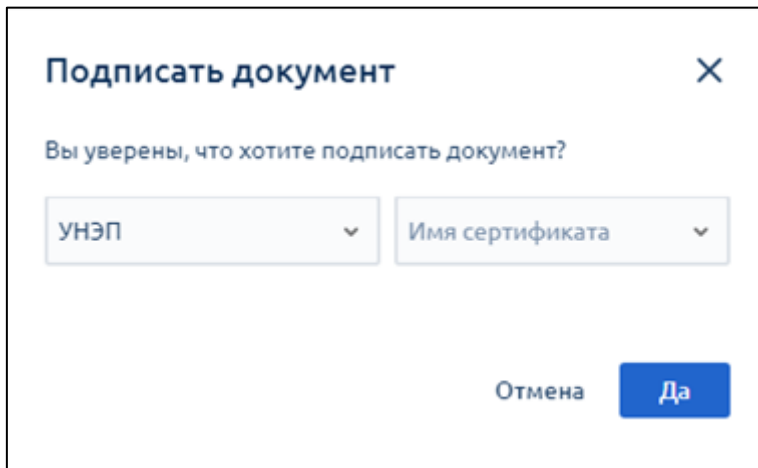 Подписать документ
Вы уверены, что хотите подписать документ?
УНЭП Имя сертификата
Отмена Да